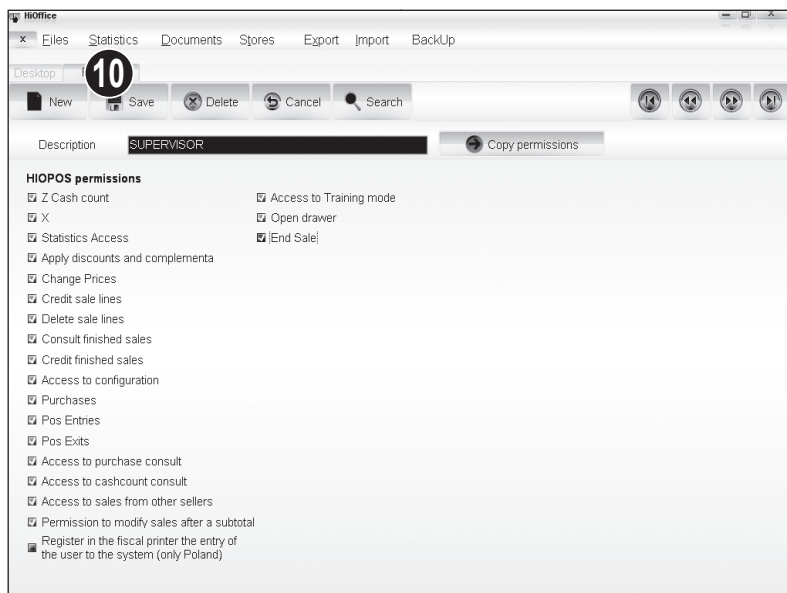 HiOffice
x Files Statistics Documents Stores Export Import BackUp
Desktop
10
New Save Delete Cancel Search
Description SUPERVISOR Copy permissions
HIOPOS permissions
Z Cash count Access to Training mode
X Open drawer
Statistics Access End Sale
Apply discounts and complementa
Change Prices
Credit sale lines
Delete sale lines
Consult finished sales
Credit finished sales
Access to configuration
Purchases
Pos Entries
Pos Exits
Access to purchase consult
Access to cashcount consult
Access to sales from other sellers
Permission to modify sales after a subtotal
Register in the fiscal printer the entry of
the user to the system (only Poland)